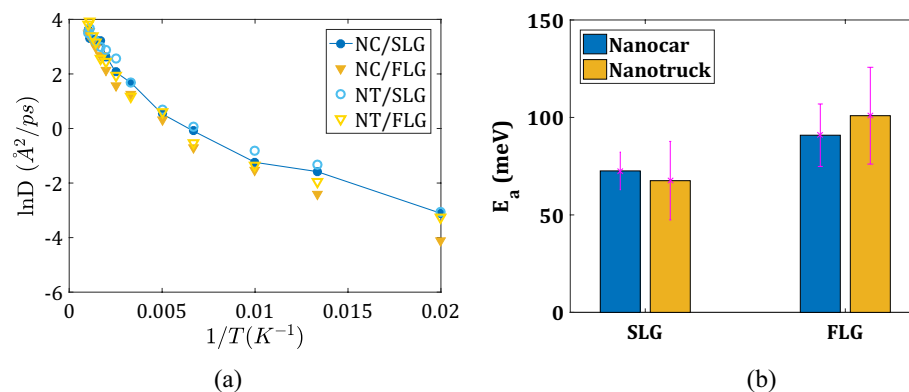 4
2
0
-2
-4
-6
lnD (Å²/ps)
NC/SLG
NC/FLG
NT/SLG
NT/FLG
0
0.005
0.01
0.015
0.02
1/T(K⁻¹)
(a)
150
100
50
0
E_a (meV)
Nanocar
Nanotruck
SLG
FLG
(b)